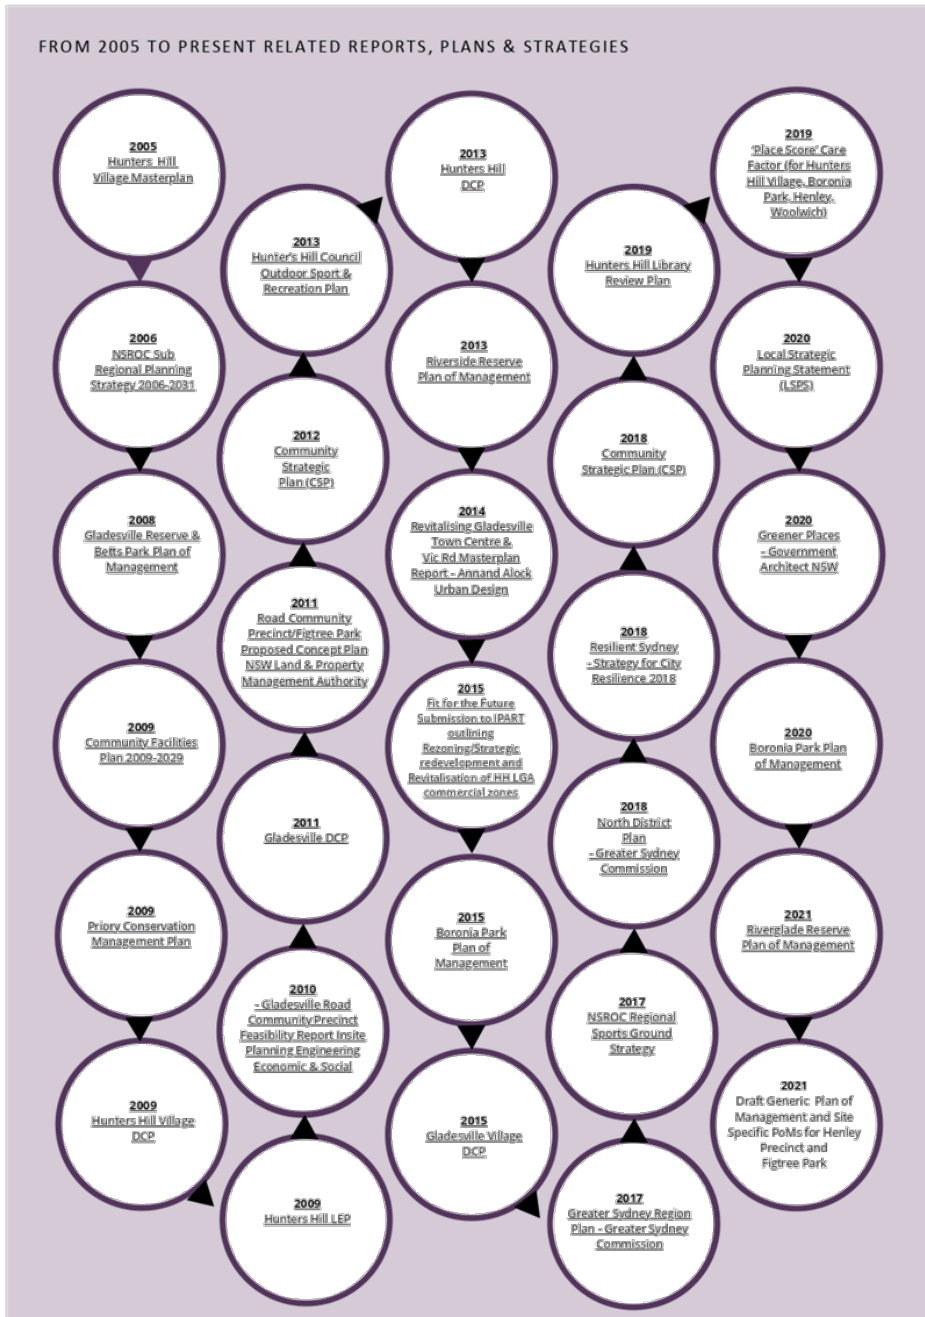 FROM 2005 TO PRESENT RELATED REPORTS, PLANS & STRATEGIES
2005
Hunters Hill
Village Masterplan
2006
NSROC Sub
Regional Planning
Strategy 2006-2031
2008
Gladesville Reserve &
Betts Park Plan of
Management
2009
Community Facilities
Plan 2009-2029
2009
Priory Conservation
Management Plan
2009
Hunters Hill Village
DCP
2009
Hunters Hill LEP
2010
- Gladesville Road
Community Precinct
Feasibility Report Insite
Planning Engineering
Economic & Social
2011
Gladesville DCP
2011
Road Community
Precinct/Figtree Park
Proposed Concept Plan
NSW Land & Property
Management Authority
2012
Community
Strategic
Plan (CSP)
2013
Hunter's Hill Council
Outdoor Sport &
Recreation Plan
2013
Hunters Hill
DCP
2013
Riverside Reserve
Plan of Management
2014
Revitalising Gladesville
Town Centre &
Vic Rd Masterplan
Report - Annand Alock
Urban Design
2015
Fit for the Future
Submission to IPART
outlining
Rezoning/Strategic
redevelopment and
Revitalisation of HH LGA
commercial zones
2015
Boronia Park
Plan of
Management
2015
Gladesville Village
DCP
2017
Greater Sydney Region
Plan - Greater Sydney
Commission
2017
NSROC Regional
Sports Ground
Strategy
2018
North District
Plan
- Greater Sydney
Commission
2018
Resilient Sydney
- Strategy for City
Resilience 2018
2018
Community
Strategic Plan (CSP)
2019
Hunters Hill Library
Review Plan
2019
'Place Score' Care
Factor (for Hunters
Hill Village, Boronia
Park, Henley,
Woolwich)
2020
Local Strategic
Planning Statement
(LSPS)
2020
Greener Places
- Government
Architect NSW
2020
Boronia Park Plan
of Management
2021
Riverglade Reserve
Plan of Management
2021
Draft Generic Plan of
Management and Site
Specific PoMs for Henley
Precinct and
Figtree Park